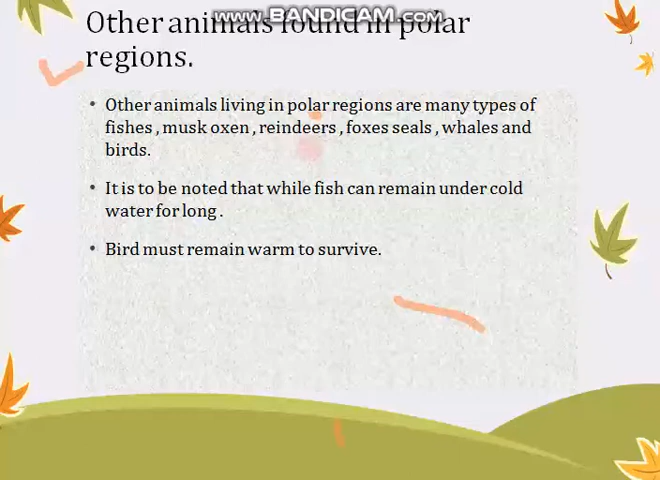 www.BANDICAM.com
Other animals found in polar
regions.
• Other animals living in polar regions are many types of
fishes , musk oxen , reindeers , foxes seals , whales and
birds.
• It is to be noted that while fish can remain under cold
water for long .
• Bird must remain warm to survive.